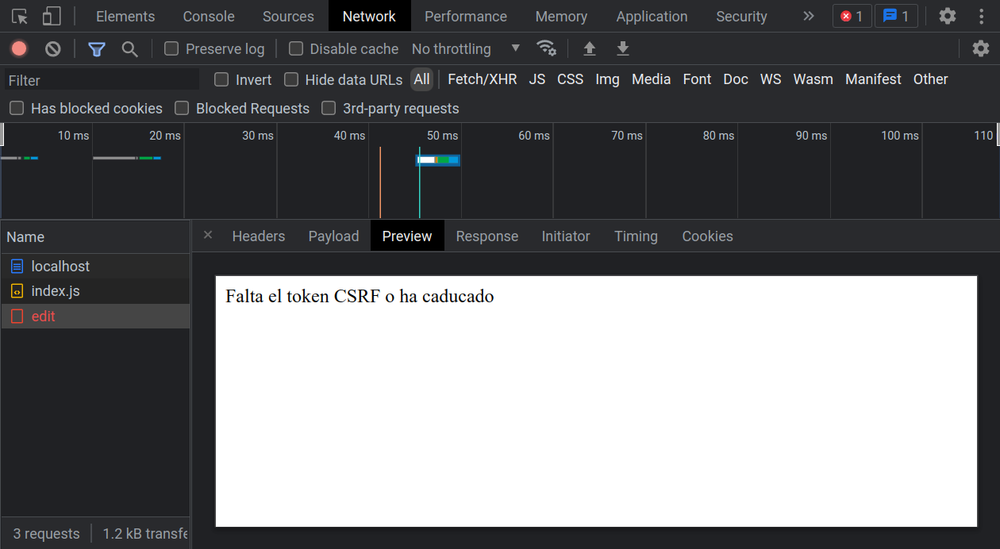 Elements Console Sources Network Performance Memory Application Security 1 1
Preserve log Disable cache No throttling
Filter Invert Hide data URLs All Fetch/XHR JS CSS Img Media Font Doc WS Wasm Manifest Other
Has blocked cookies Blocked Requests 3rd-party requests
10 ms 20 ms 30 ms 40 ms 50 ms 60 ms 70 ms 80 ms 90 ms 100 ms 110
Name Headers Payload Preview Response Initiator Timing Cookies
localhost
index.js
edit
Falta el token CSRF o ha caducado
3 requests 1.2 kB transfe